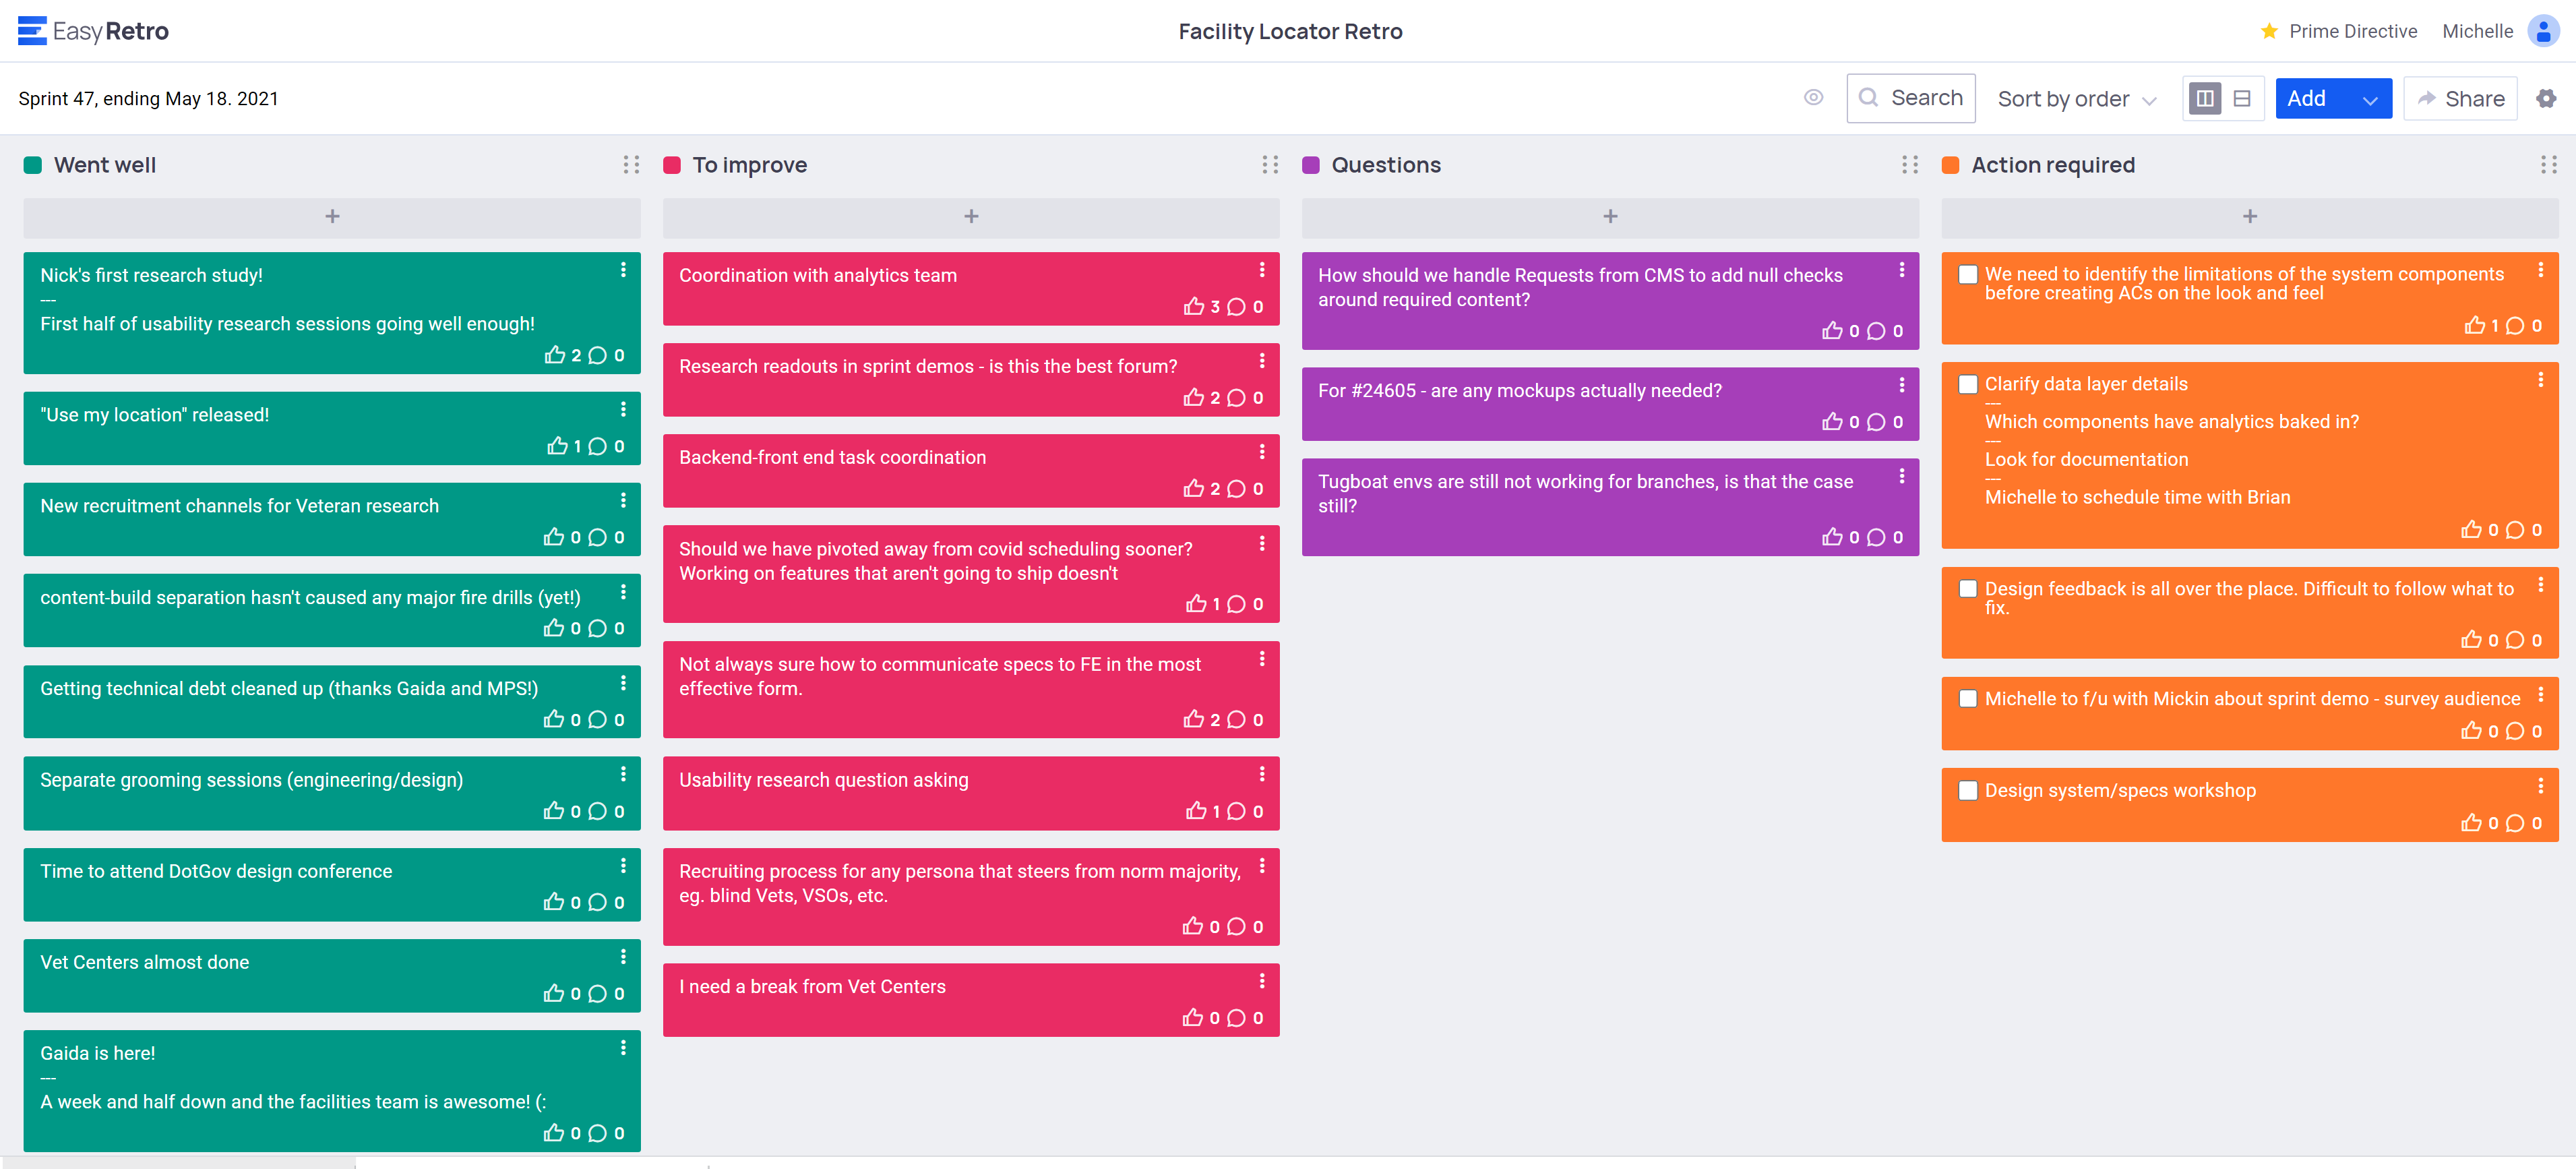 EasyRetro
Facility Locator Retro
Prime Directive
Michelle
Sprint 47, ending May 18. 2021
Search
Sort by order
Add
Share
Went well
+
Nick's first research study!
---
First half of usability research sessions going well enough!
2 0
"Use my location" released!
1 0
New recruitment channels for Veteran research
0 0
content-build separation hasn't caused any major fire drills (yet!)
0 0
Getting technical debt cleaned up (thanks Gaida and MPS!)
0 0
Separate grooming sessions (engineering/design)
0 0
Time to attend DotGov design conference
0 0
Vet Centers almost done
0 0
Gaida is here!
---
A week and half down and the facilities team is awesome! (:
0 0
To improve
+
Coordination with analytics team
3 0
Research readouts in sprint demos - is this the best forum?
2 0
Backend-front end task coordination
2 0
Should we have pivoted away from covid scheduling sooner?
Working on features that aren't going to ship doesn't
1 0
Not always sure how to communicate specs to FE in the most
effective form.
2 0
Usability research question asking
1 0
Recruiting process for any persona that steers from norm majority,
eg. blind Vets, VSOs, etc.
0 0
I need a break from Vet Centers
0 0
Questions
+
How should we handle Requests from CMS to add null checks
around required content?
0 0
For #24605 - are any mockups actually needed?
0 0
Tugboat envs are still not working for branches, is that the case
still?
0 0
Action required
+
We need to identify the limitations of the system components
before creating ACs on the look and feel
1 0
Clarify data layer details
---
Which components have analytics baked in?
---
Look for documentation
---
Michelle to schedule time with Brian
0 0
Design feedback is all over the place. Difficult to follow what to
fix.
0 0
Michelle to f/u with Mickin about sprint demo - survey audience
0 0
Design system/specs workshop
0 0